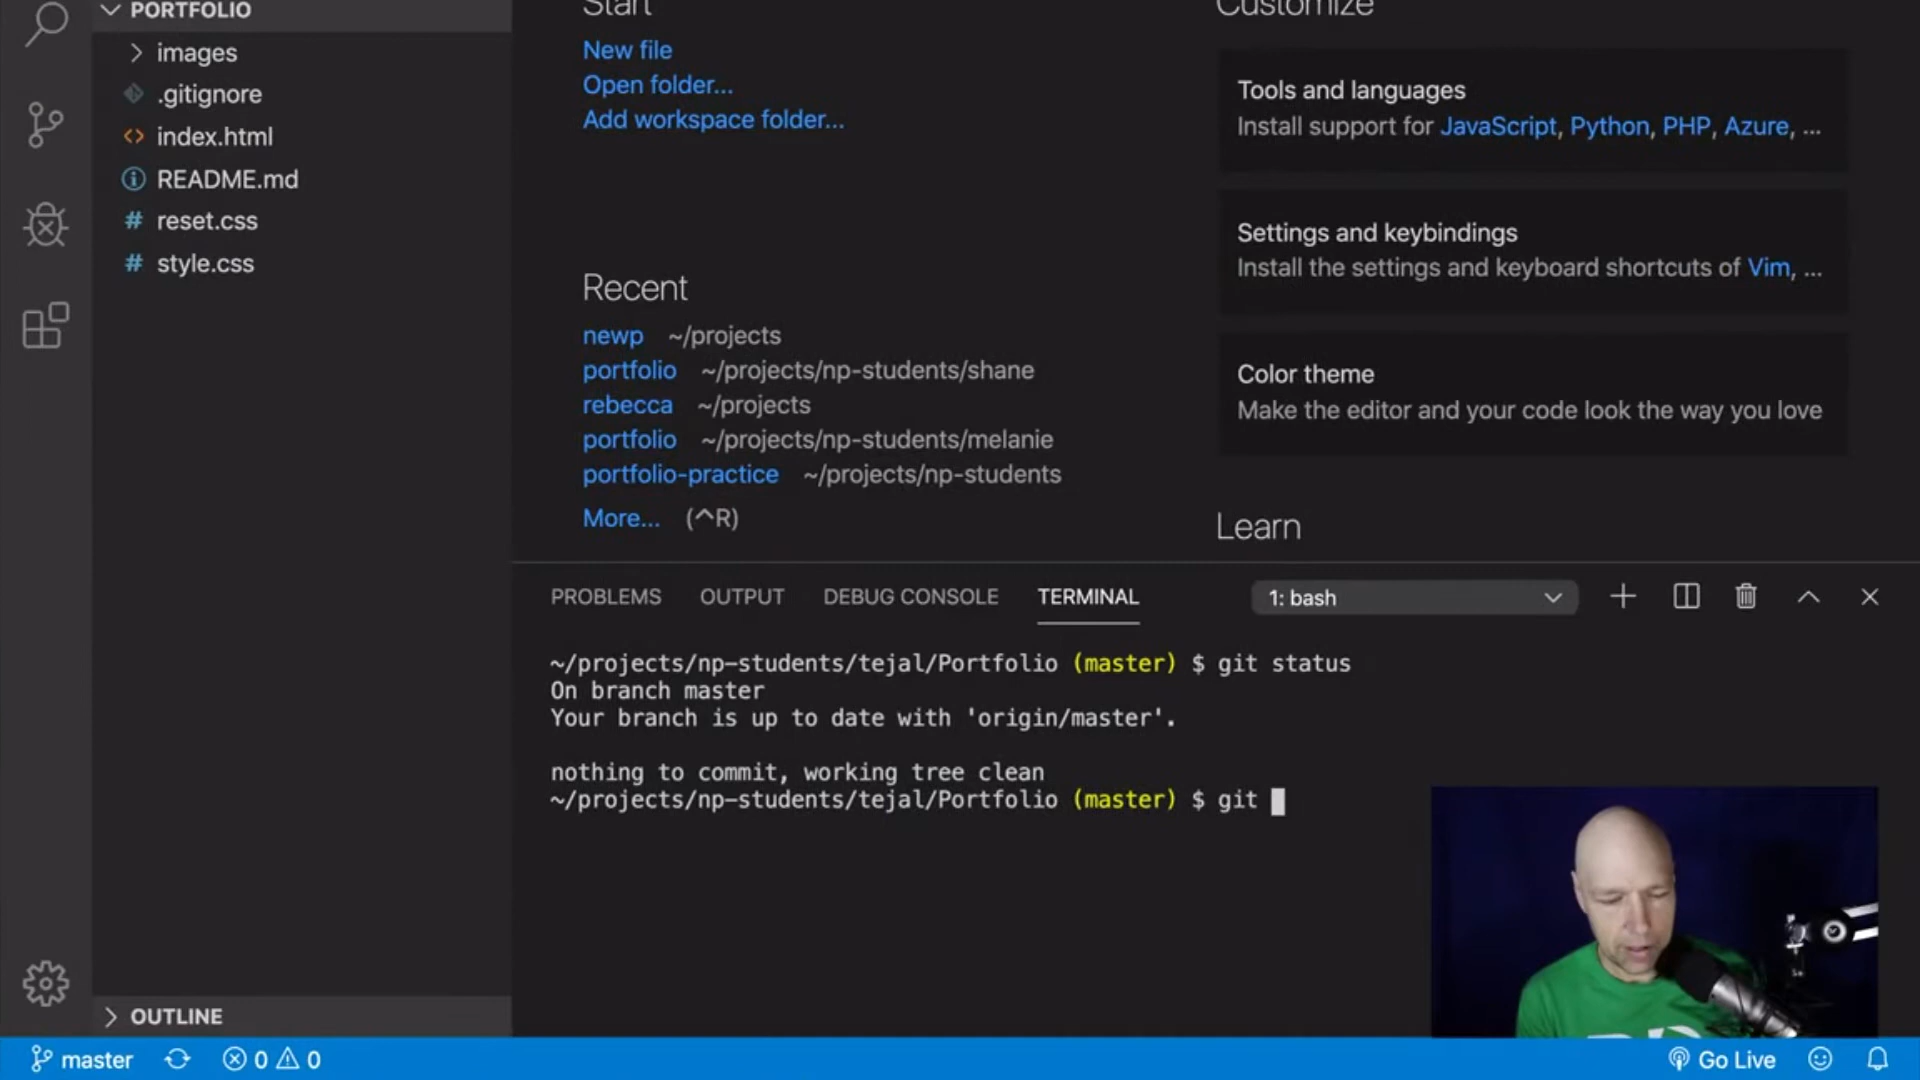 PORTFOLIO
images
.gitignore
index.html
README.md
reset.css
style.css
OUTLINE
Start
New file
Open folder...
Add workspace folder...
Recent
newp ~/projects
portfolio ~/projects/np-students/shane
rebecca ~/projects
portfolio ~/projects/np-students/melanie
portfolio-practice ~/projects/np-students
More... (^R)
Customize
Tools and languages
Install support for JavaScript, Python, PHP, Azure, ...
Settings and keybindings
Install the settings and keyboard shortcuts of Vim, ...
Color theme
Make the editor and your code look the way you love
Learn
PROBLEMS OUTPUT DEBUG CONSOLE TERMINAL 1: bash
~/projects/np-students/tejal/Portfolio (master) $ git status
On branch master
Your branch is up to date with 'origin/master'.
nothing to commit, working tree clean
~/projects/np-students/tejal/Portfolio (master) $ git
master 0 0 Go Live